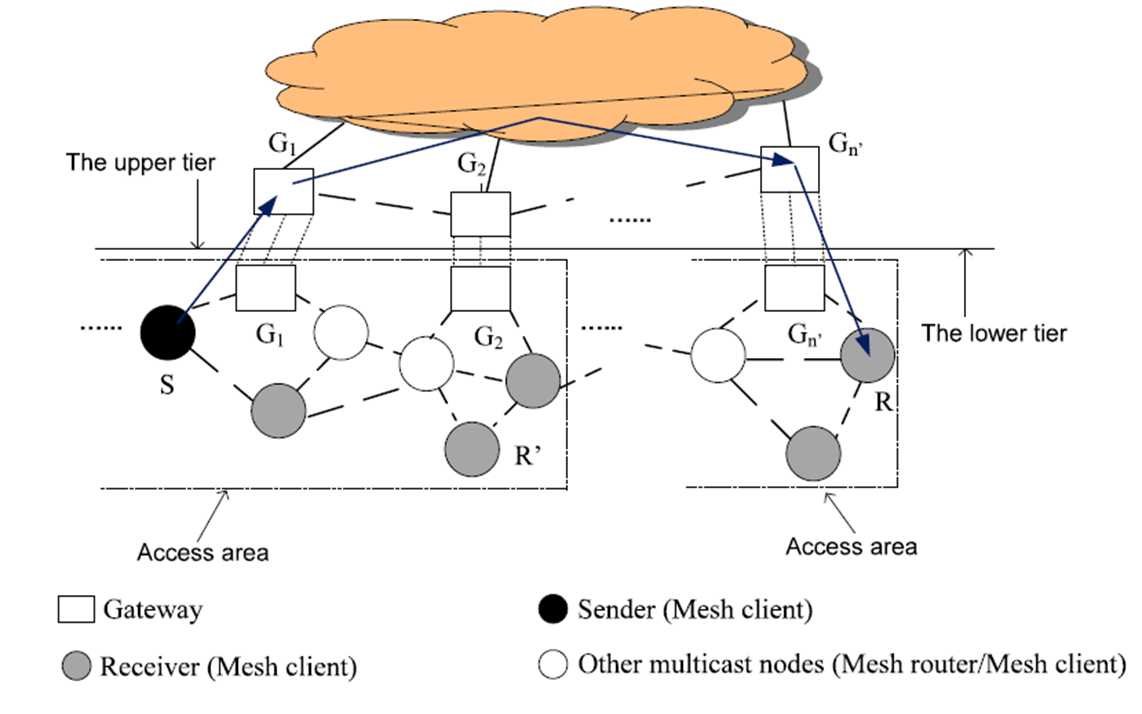 G1
Gn’
The upper tier
G2
......
......
G1
G2
......
Gn’
The lower tier
S
R
R’
Access area
Access area
Gateway
Sender (Mesh client)
Receiver (Mesh client)
Other multicast nodes (Mesh router/Mesh client)